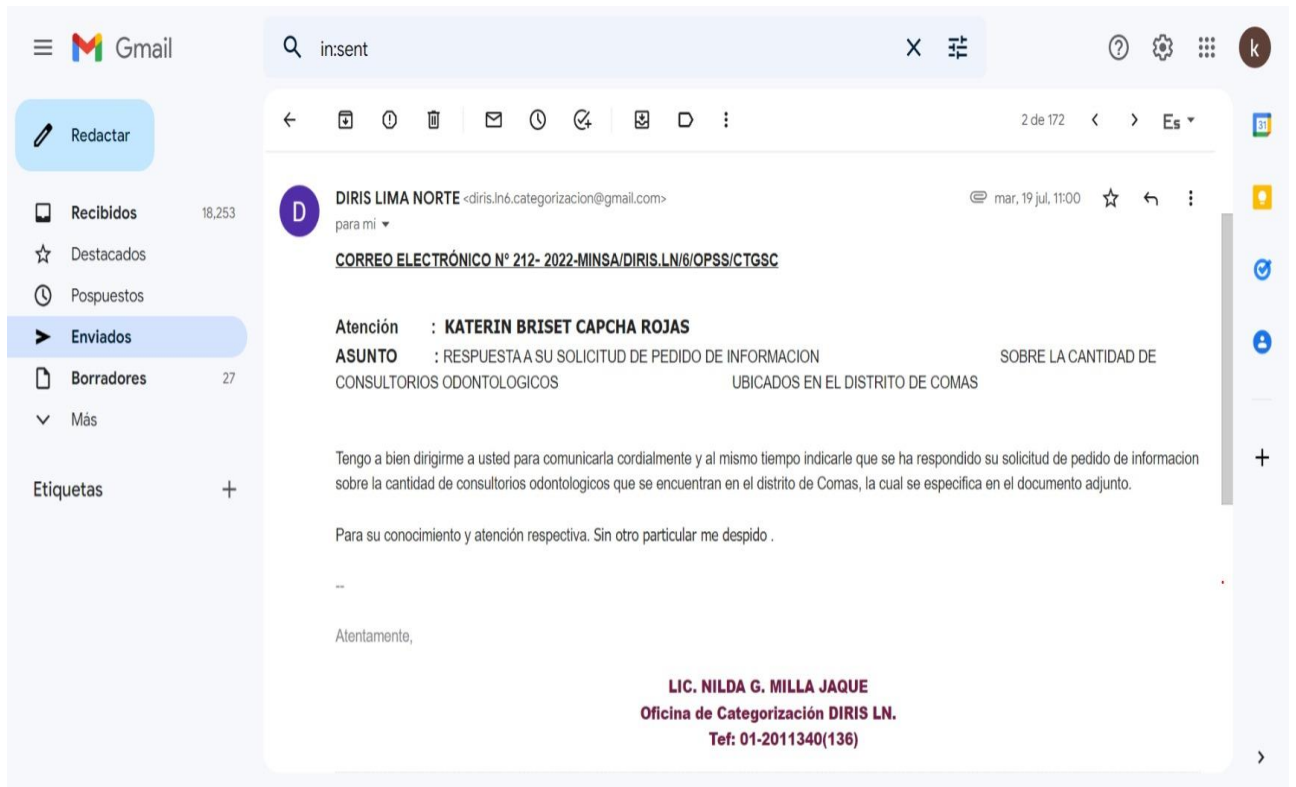 Gmail
in:sent
k
Redactar
2 de 172
Es
31
Recibidos 18,253
Destacados
Pospuestos
Enviados
Borradores 27
Más
Etiquetas
D
DIRIS LIMA NORTE <diris.ln6.categorizacion@gmail.com>
mar, 19 jul, 11:00
para mi
CORREO ELECTRÓNICO N° 212- 2022-MINSA/DIRIS.LN/6/OPSS/CTGSC
Atención : KATERIN BRISET CAPCHA ROJAS
ASUNTO : RESPUESTA A SU SOLICITUD DE PEDIDO DE INFORMACION SOBRE LA CANTIDAD DE
CONSULTORIOS ODONTOLOGICOS UBICADOS EN EL DISTRITO DE COMAS
Tengo a bien dirigirme a usted para comunicarla cordialmente y al mismo tiempo indicarle que se ha respondido su solicitud de pedido de informacion
sobre la cantidad de consultorios odontologicos que se encuentran en el distrito de Comas, la cual se especifica en el documento adjunto.
Para su conocimiento y atención respectiva. Sin otro particular me despido .
--
Atentamente,
LIC. NILDA G. MILLA JAQUE
Oficina de Categorización DIRIS LN.
Tef: 01-2011340(136)